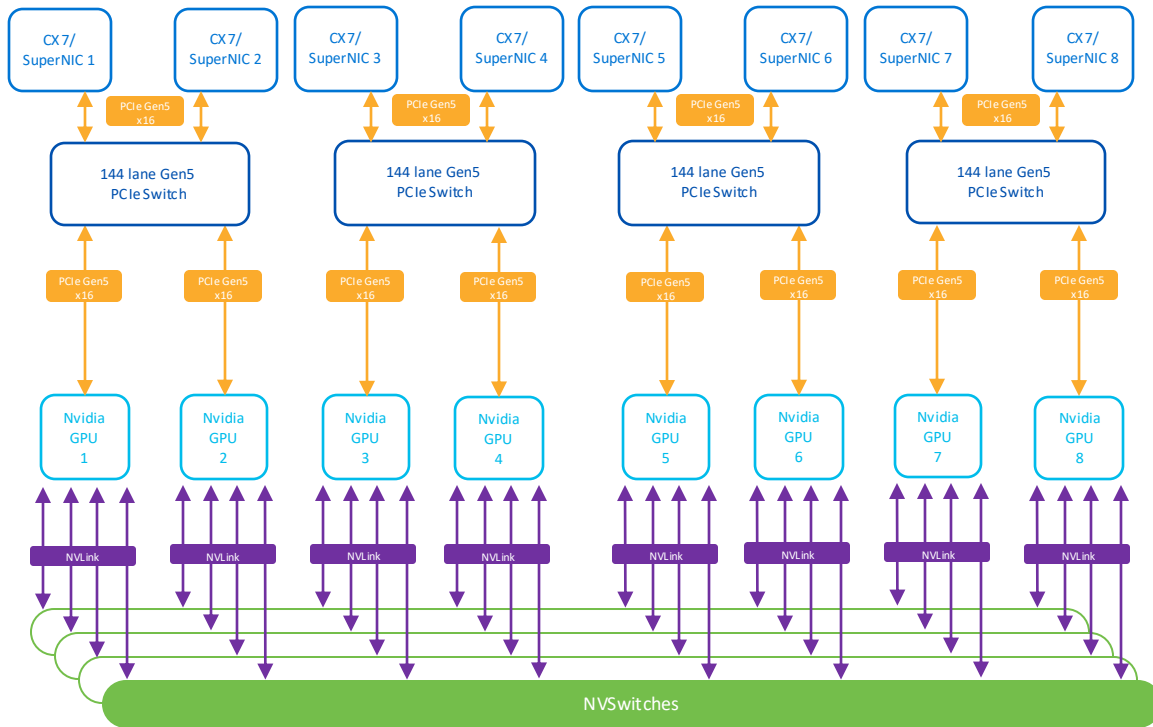 CX7/
SuperNIC 1
CX7/
SuperNIC 2
CX7/
SuperNIC 3
CX7/
SuperNIC 4
CX7/
SuperNIC 5
CX7/
SuperNIC 6
CX7/
SuperNIC 7
CX7/
SuperNIC 8
PCIe Gen5
x16
PCIe Gen5
x16
PCIe Gen5
x16
PCIe Gen5
x16
144 lane Gen5
PCIe Switch
144 lane Gen5
PCIe Switch
144 lane Gen5
PCIe Switch
144 lane Gen5
PCIe Switch
PCIe Gen5
x16
PCIe Gen5
x16
PCIe Gen5
x16
PCIe Gen5
x16
PCIe Gen5
x16
PCIe Gen5
x16
PCIe Gen5
x16
PCIe Gen5
x16
Nvidia
GPU
1
Nvidia
GPU
2
Nvidia
GPU
3
Nvidia
GPU
4
Nvidia
GPU
5
Nvidia
GPU
6
Nvidia
GPU
7
Nvidia
GPU
8
NVLink
NVLink
NVLink
NVLink
NVLink
NVLink
NVLink
NVLink
NVSwitches